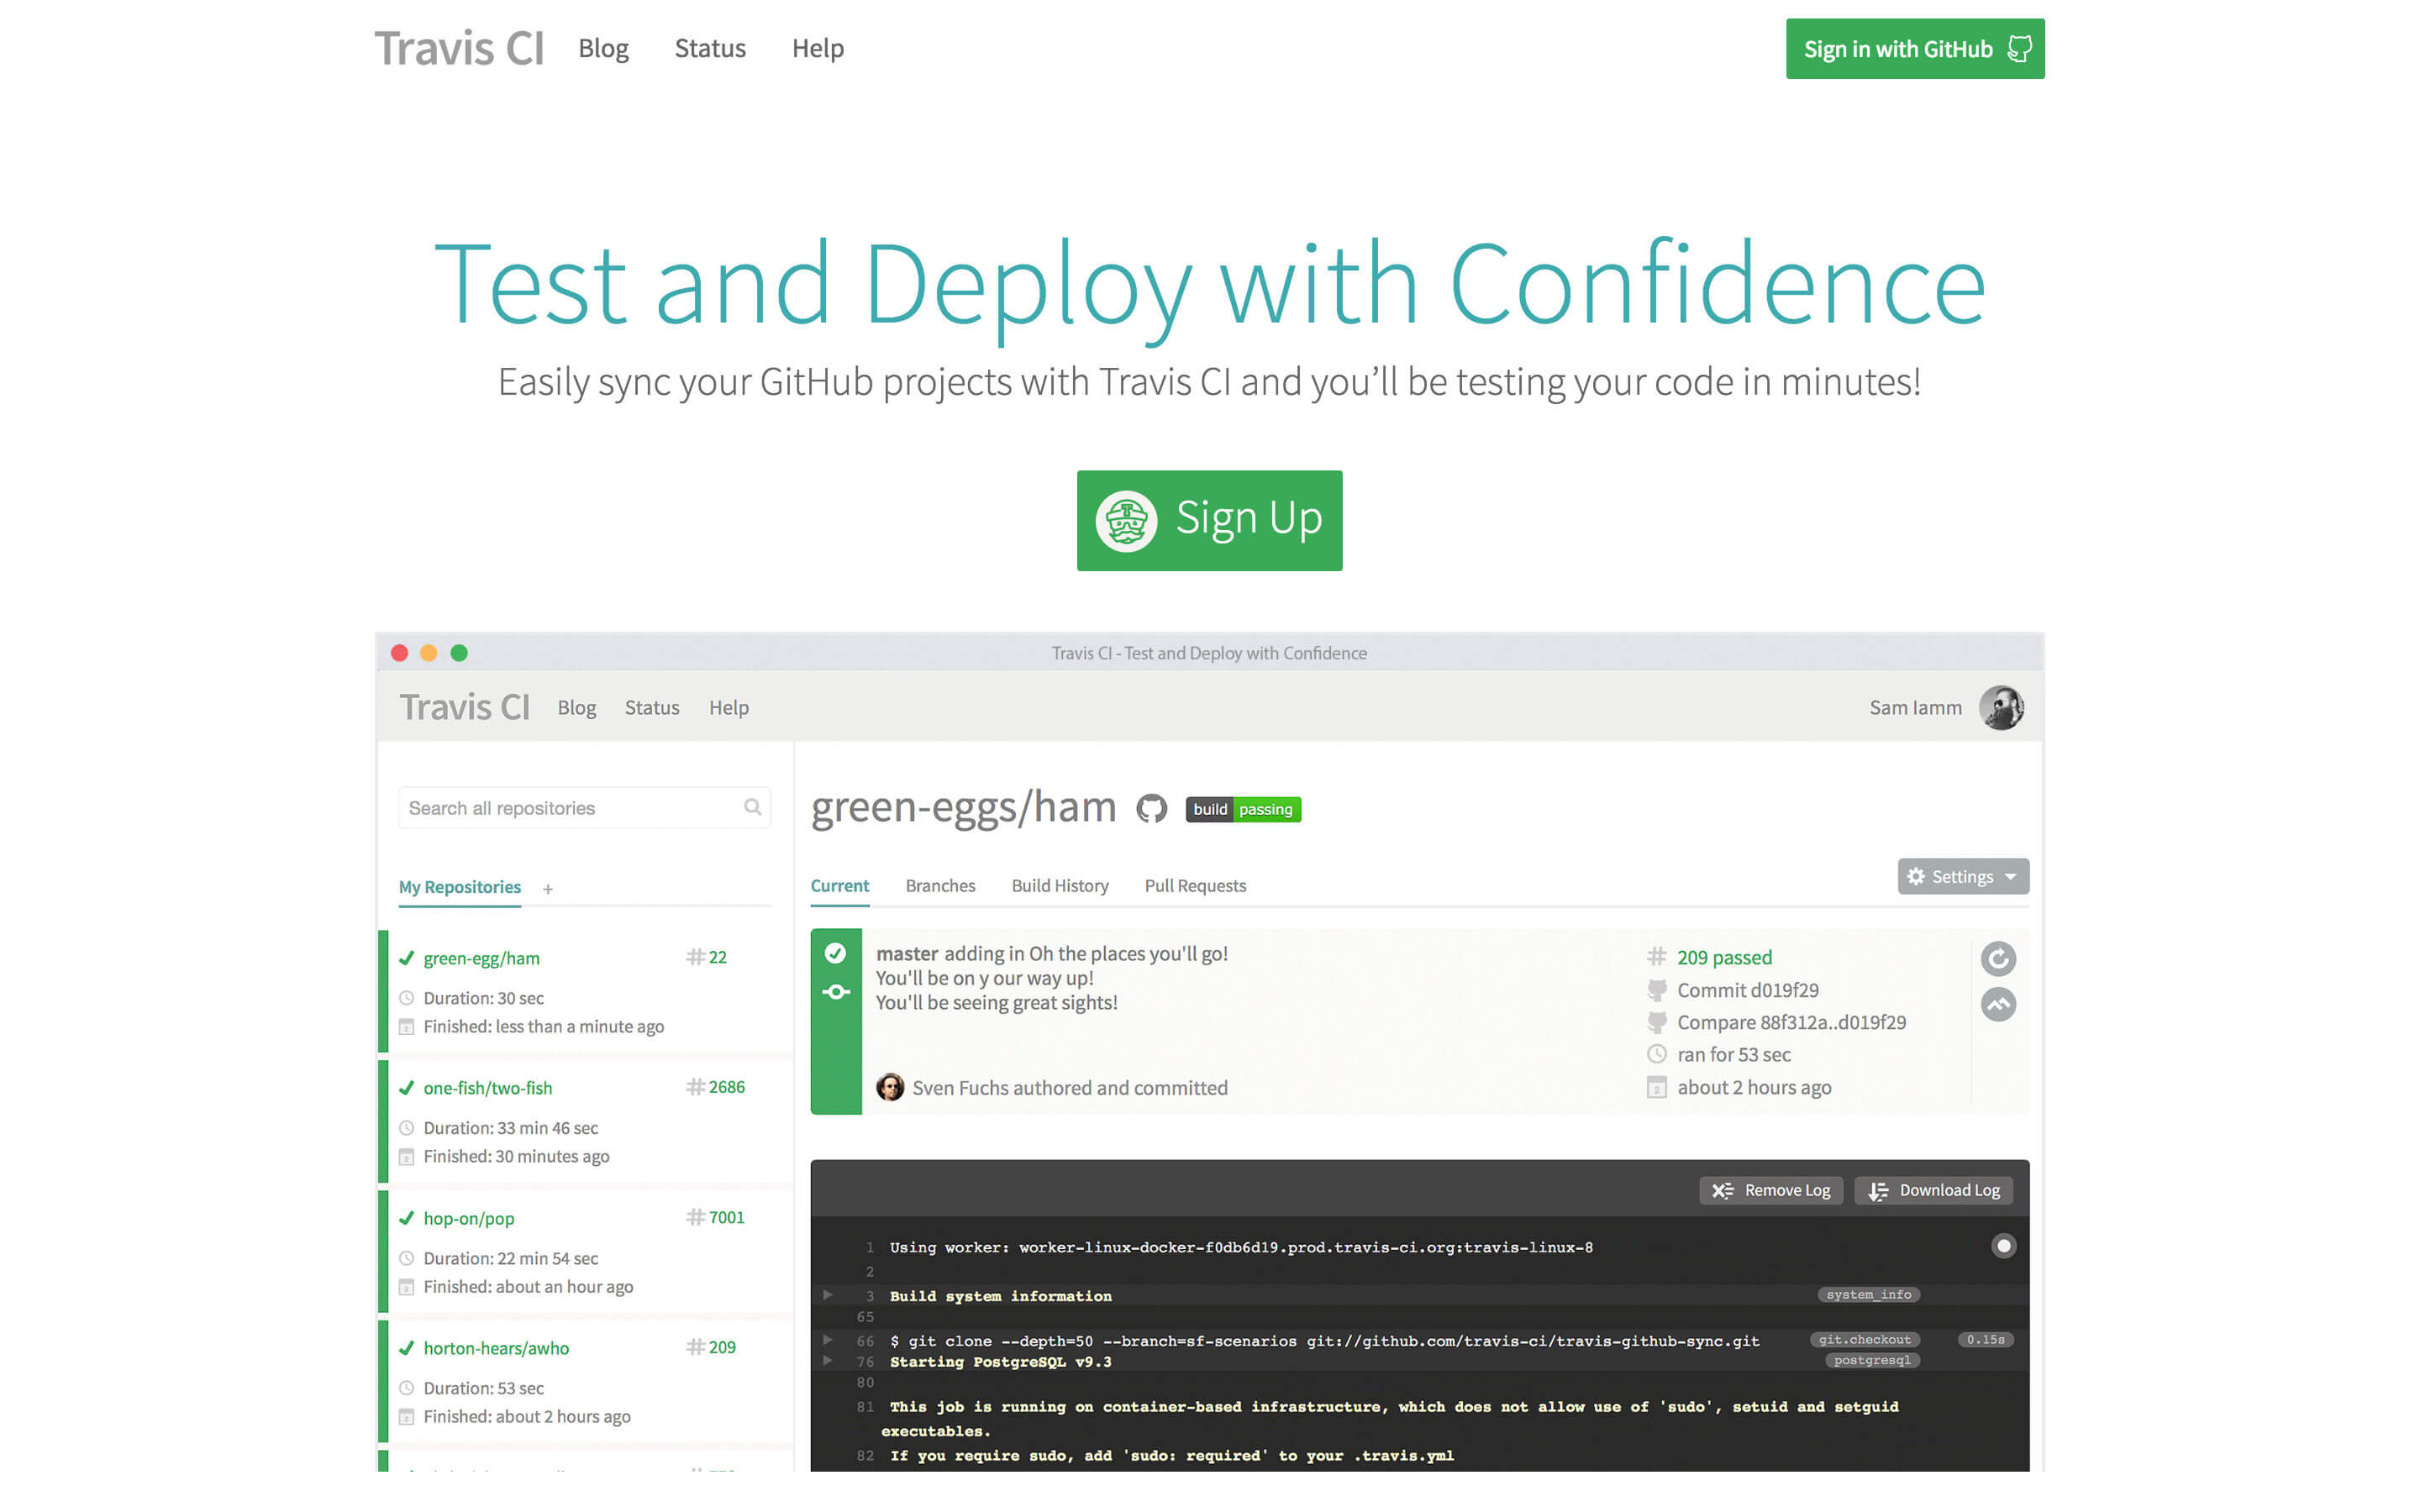 Travis CI Blog Status Help Sign in with GitHub
Test and Deploy with Confidence
Easily sync your GitHub projects with Travis CI and you'll be testing your code in minutes!
Sign Up
Travis CI - Test and Deploy with Confidence
Travis CI Blog Status Help Sam Iamm
Search all repositories
My Repositories +
green-egg/ham # 22
Duration: 30 sec
Finished: less than a minute ago
one-fish/two-fish # 2686
Duration: 33 min 46 sec
Finished: 30 minutes ago
hop-on/pop # 7001
Duration: 22 min 54 sec
Finished: about an hour ago
horton-hears/awho # 209
Duration: 53 sec
Finished: about 2 hours ago
green-eggs/ham build passing
Current Branches Build History Pull Requests Settings
master adding in Oh the places you'll go!
You'll be on y our way up!
You'll be seeing great sights!
Sven Fuchs authored and committed
# 209 passed
Commit d019f29
Compare 88f312a..d019f29
ran for 53 sec
about 2 hours ago
Remove Log Download Log
1 Using worker: worker-linux-docker-f0db6d19.prod.travis-ci.org:travis-linux-8
2
3 Build system information system_info
65
66 $ git clone --depth=50 --branch=sf-scenarios git://github.com/travis-ci/travis-github-sync.git git.checkout 0.15s
76 Starting PostgreSQL v9.3 postgresql
80
81 This job is running on container-based infrastructure, which does not allow use of 'sudo', setuid and setguid
executables.
82 If you require sudo, add 'sudo: required' to your .travis.yml